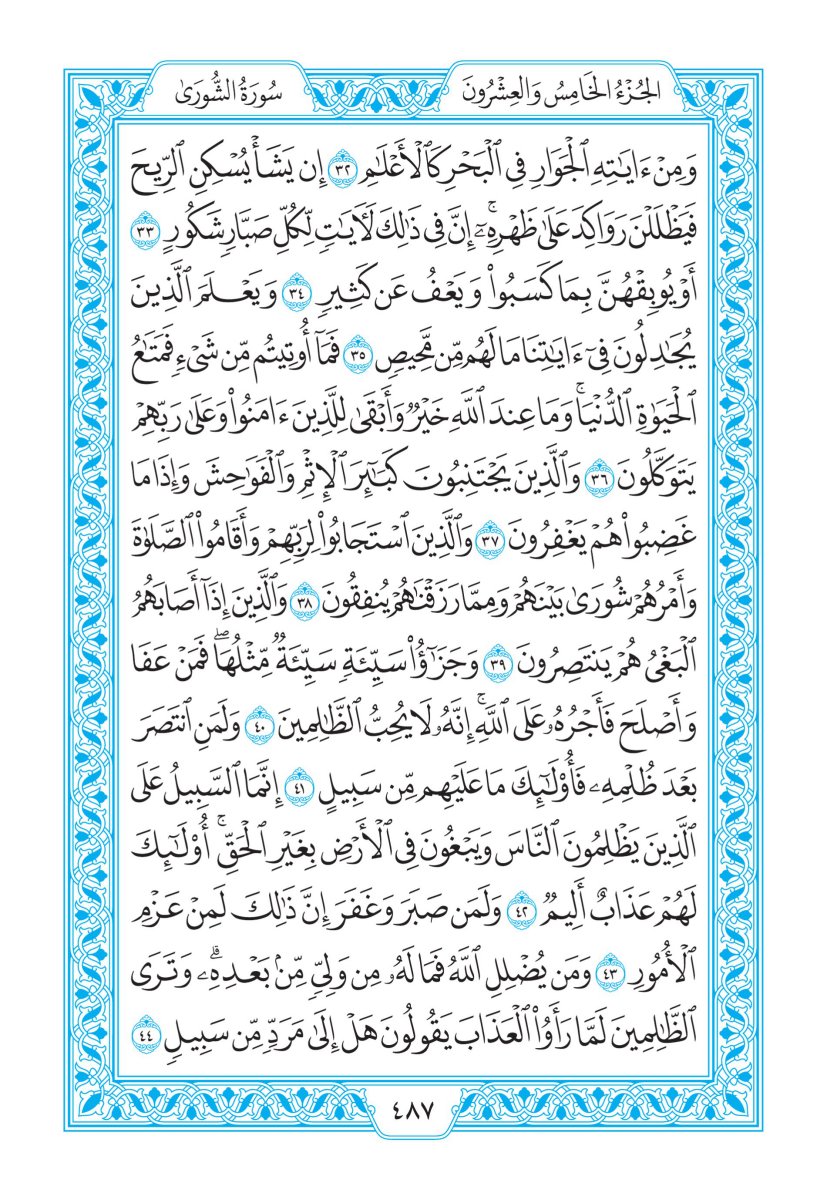 الجُزْءُ الخَامِسُ وَالعِشْرُونَ
سُورَةُ الشُّورَىٰ
وَمِنْ ءَايَٰتِهِ ٱلْجَوَارِ فِى ٱلْبَحْرِ كَٱلْأَعْلَٰمِ ٣٢ إِن يَشَأْ يُسْكِنِ ٱلرِّيحَ
فَيَظْلَلْنَ رَوَاكِدَ عَلَىٰ ظَهْرِهِۦٓ ۚ إِنَّ فِى ذَٰلِكَ لَءَايَٰتٍ لِّكُلِّ صَبَّارٍ شَكُورٍ ٣٣
أَوْ يُوبِقْهُنَّ بِمَا كَسَبُوا۟ وَيَعْفُ عَن كَثِيرٍ ٣٤ وَيَعْلَمَ ٱلَّذِينَ
يُجَٰدِلُونَ فِىٓ ءَايَٰتِنَا مَا لَهُم مِّن مَّحِيصٍ ٣٥ فَمَآ أُوتِيتُم مِّن شَىْءٍ فَمَتَٰعُ
ٱلْحَيَوٰةِ ٱلدُّنْيَا ۚ وَمَا عِندَ ٱللَّهِ خَيْرٌ وَأَبْقَىٰ لِلَّذِينَ ءَامَنُوا۟ وَعَلَىٰ رَبِّهِمْ
يَتَوَكَّلُونَ ٣٦ وَٱلَّذِينَ يَجْتَنِبُونَ كَبَٰٓئِرَ ٱلْإِثْمِ وَٱلْفَوَٰحِشَ وَإِذَا مَا
غَضِبُوا۟ هُمْ يَغْفِرُونَ ٣٧ وَٱلَّذِينَ ٱسْتَجَابُوا۟ لِرَبِّهِمْ وَأَقَامُوا۟ ٱلصَّلَوٰةَ
وَأَمْرُهُمْ شُورَىٰ بَيْنَهُمْ وَمِمَّا رَزَقْنَٰهُمْ يُنفِقُونَ ٣٨ وَٱلَّذِينَ إِذَآ أَصَابَهُمُ
ٱلْبَغْىُ هُمْ يَنتَصِرُونَ ٣٩ وَجَزَٰٓؤُا۟ سَيِّئَةٍ سَيِّئَةٌ مِّثْلُهَا ۖ فَمَنْ عَفَا
وَأَصْلَحَ فَأَجْرُهُۥ عَلَى ٱللَّهِ ۚ إِنَّهُۥ لَا يُحِبُّ ٱلظَّٰلِمِينَ ٤٠ وَلَمَنِ ٱنتَصَرَ
بَعْدَ ظُلْمِهِۦ فَأُو۟لَٰٓئِكَ مَا عَلَيْهِم مِّن سَبِيلٍ ٤١ إِنَّمَا ٱلسَّبِيلُ عَلَى
ٱلَّذِينَ يَظْلِمُونَ ٱلنَّاسَ وَيَبْغُونَ فِى ٱلْأَرْضِ بِغَيْرِ ٱلْحَقِّ ۚ أُو۟لَٰٓئِكَ
لَهُمْ عَذَابٌ أَلِيمٌ ٤٢ وَلَمَن صَبَرَ وَغَفَرَ إِنَّ ذَٰلِكَ لَمِنْ عَزْمِ
ٱلْأُمُورِ ٤٣ وَمَن يُضْلِلِ ٱللَّهُ فَمَا لَهُۥ مِن وَلِىٍّ مِّنۢ بَعْدِهِۦ ۗ وَتَرَى
ٱلظَّٰلِمِينَ لَمَّا رَأَوُا۟ ٱلْعَذَابَ يَقُولُونَ هَلْ إِلَىٰ مَرَدٍّ مِّن سَبِيلٍ ٤٤
٤٨٧